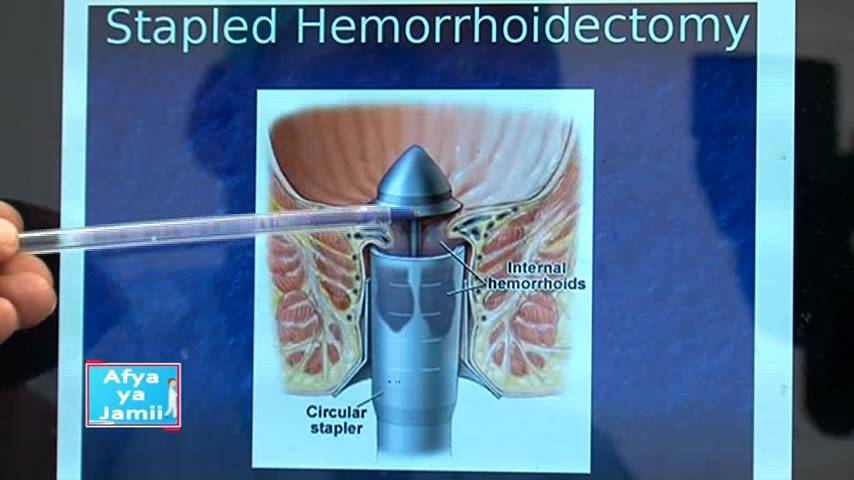 Stapled Hemorrhoidectomy
Internal
hemorrhoids
Circular
stapler
Afya
ya
Jamii